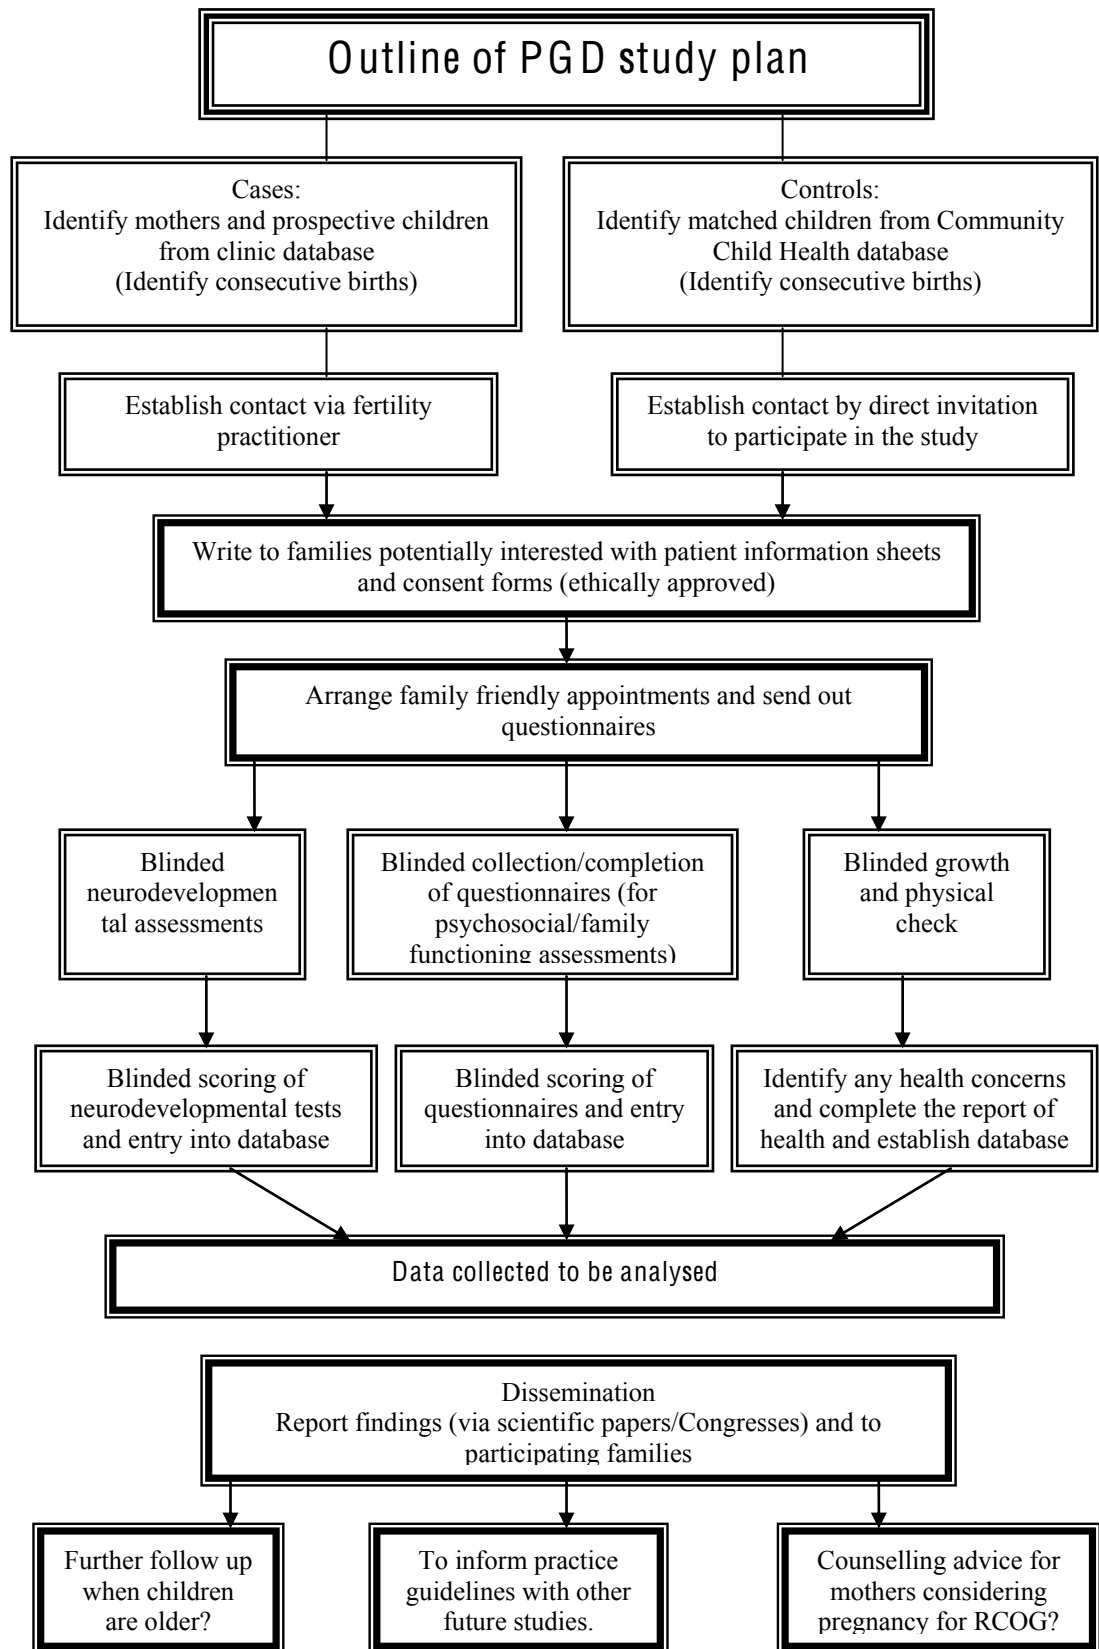 Outline of PGD study plan
Cases:
Identify mothers and prospective children
from clinic database
(Identify consecutive births)
Controls:
Identify matched children from Community
Child Health database
(Identify consecutive births)
Establish contact via fertility
practitioner
Establish contact by direct invitation
to participate in the study
Write to families potentially interested with patient information sheets
and consent forms (ethically approved)
Arrange family friendly appointments and send out
questionnaires
Blinded
neurodevelopmen
tal assessments
Blinded collection/completion
of questionnaires (for
psychosocial/family
functioning assessments)
Blinded growth
and physical
check
Blinded scoring of
neurodevelopmental tests
and entry into database
Blinded scoring of
questionnaires and entry
into database
Identify any health concerns
and complete the report of
health and establish database
Data collected to be analysed
Dissemination
Report findings (via scientific papers/Congresses) and to
participating families
Further follow up
when children
are older?
To inform practice
guidelines with other
future studies.
Counselling advice for
mothers considering
pregnancy for RCOG?